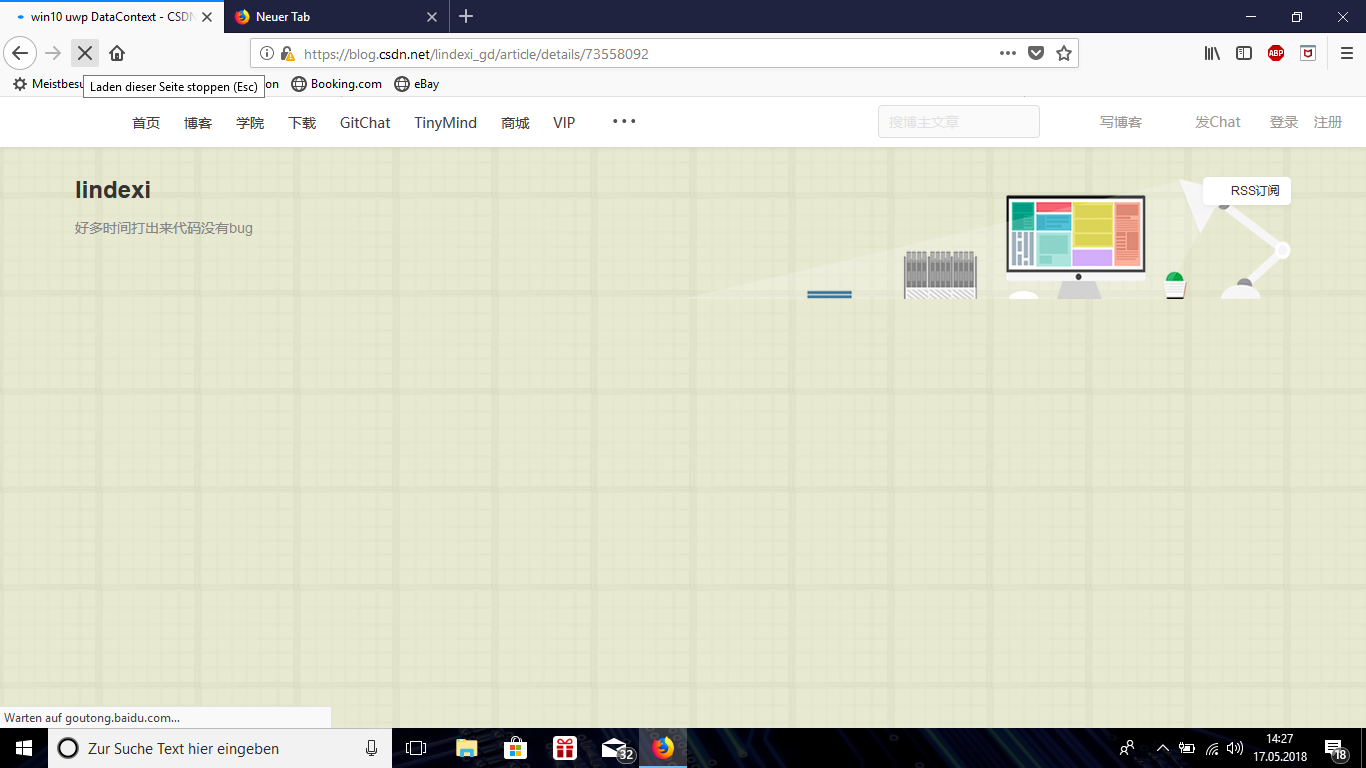 win10 uwp DataContext - CSDN
Neuer Tab
https://blog.csdn.net/lindexi_gd/article/details/73558092
ABP
Meistbesu
on
Booking.com
eBay
Laden dieser Seite stoppen (Esc)
首页
博客
学院
下载
GitChat
TinyMind
商城
VIP
搜博主文章
写博客
发Chat
登录
注册
lindexi
RSS订阅
好多时间打出来代码没有bug
Warten auf goutong.baidu.com...
Zur Suche Text hier eingeben
32
14:27
17.05.2018
18